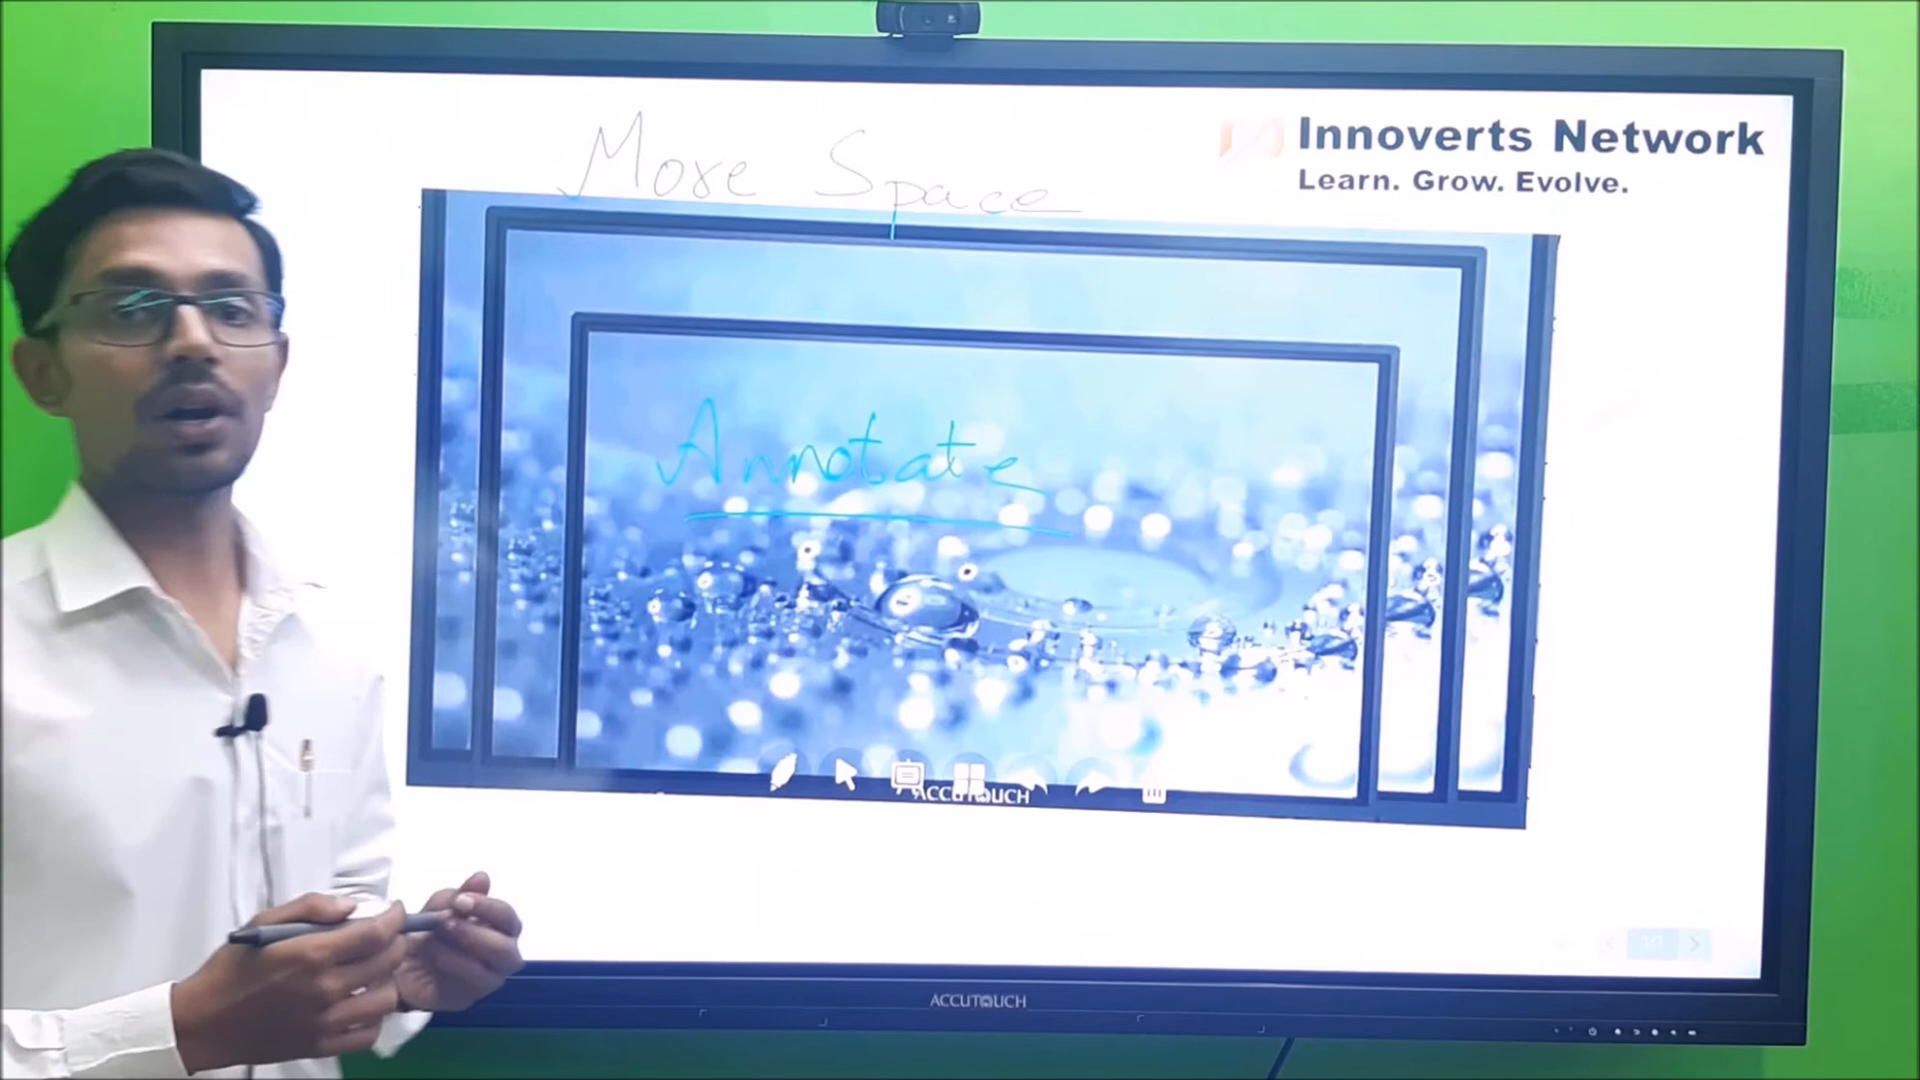 More Space
Innoverts Network
Learn. Grow. Evolve.
Annotate
ACCUTOUCH
ACCUTOUCH